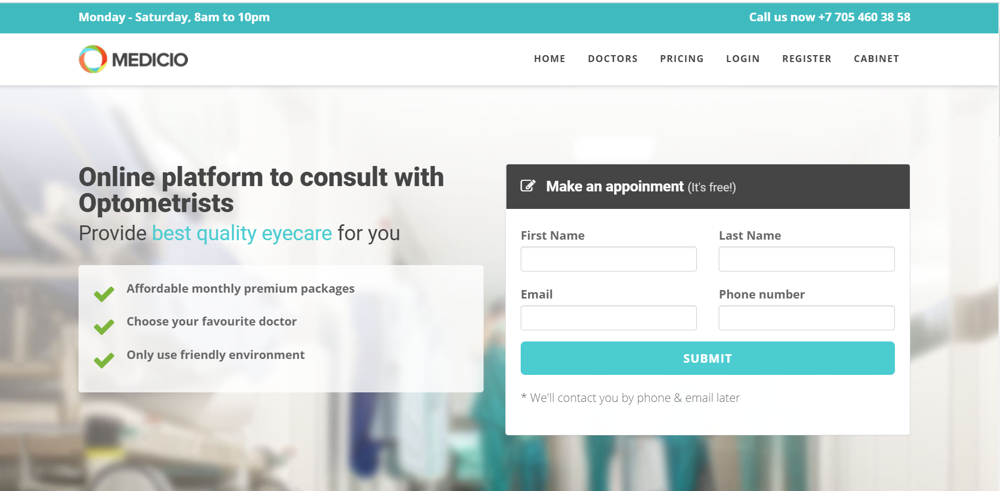 Monday - Saturday, 8am to 10pm
Call us now +7 705 460 38 58
MEDICIO
HOME DOCTORS PRICING LOGIN REGISTER CABINET
Online platform to consult with
Optometrists
Provide best quality eyecare for you
Affordable monthly premium packages
Choose your favourite doctor
Only use friendly environment
Make an appoinment (It's free!)
First Name Last Name
Email Phone number
SUBMIT
* We'll contact you by phone & email later